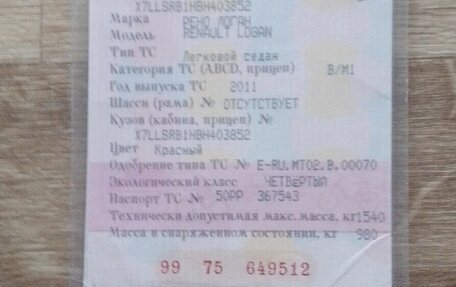 X7LLSRB1HBH403852
Марка РЕНО ЛОГАН
Модель RENAULT LOGAN
Тип ТС Легковой седан
Категория ТС (ABCD, прицеп) B/M1
Год выпуска ТС 2011
Шасси (рама) № ОТСУТСТВУЕТ
Кузов (кабина, прицеп) №
X7LLSRB1HBH403852
Цвет Красный
Одобрение типа ТС № E-RU.MT02.B.00070
Экологический класс ЧЕТВЕРТЫЙ
Паспорт ТС № 50РР 367543
Технически допустимая макс. масса, кг 1540
Масса в снаряженном состоянии, кг 980
99 75 649512